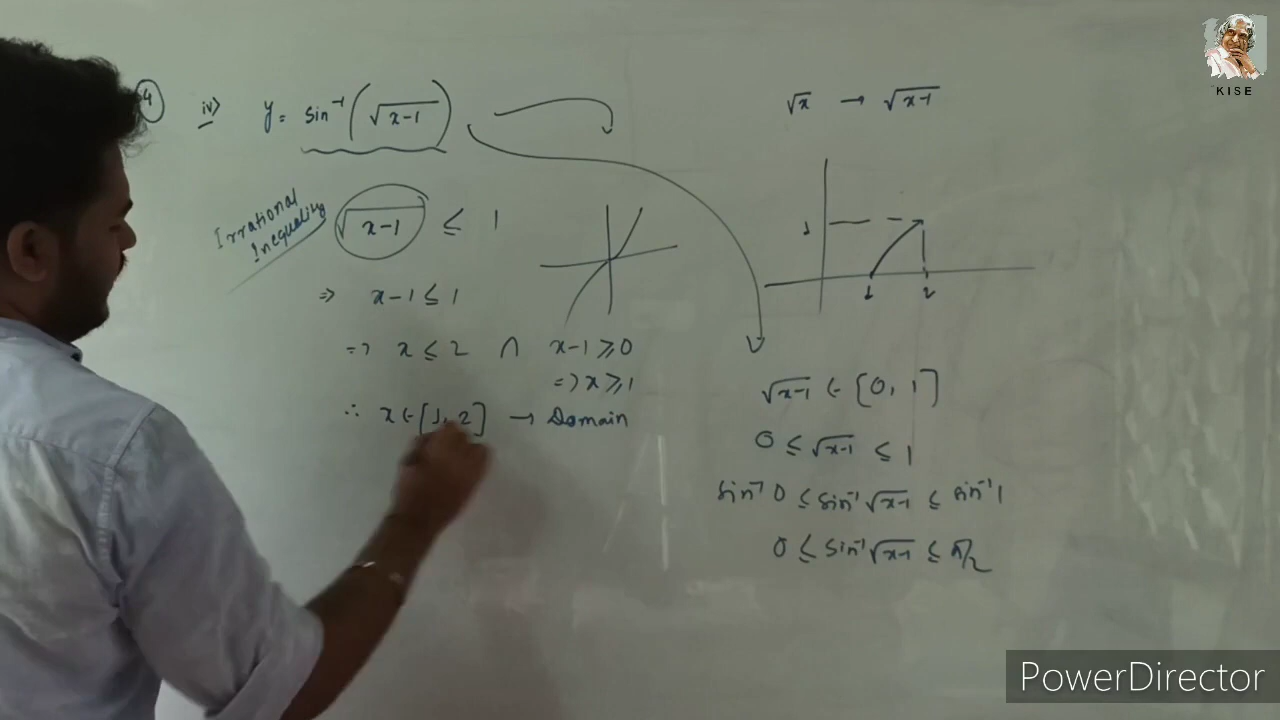 4 iv) y = sin⁻¹(√x-1)
Irrational
Inequality
√x-1 ≤ 1
⇒ x-1 ≤ 1
⇒ x ≤ 2 ∩ x-1 ≥ 0
⇒ x ≥ 1
∴ x ∈ [1, 2] → Domain
√x → √x-1
1
1 2
√x-1 ∈ [0, 1]
0 ≤ √x-1 ≤ 1
sin⁻¹ 0 ≤ sin⁻¹ √x-1 ≤ sin⁻¹ 1
0 ≤ sin⁻¹ √x-1 ≤ π/2
KISE
PowerDirector